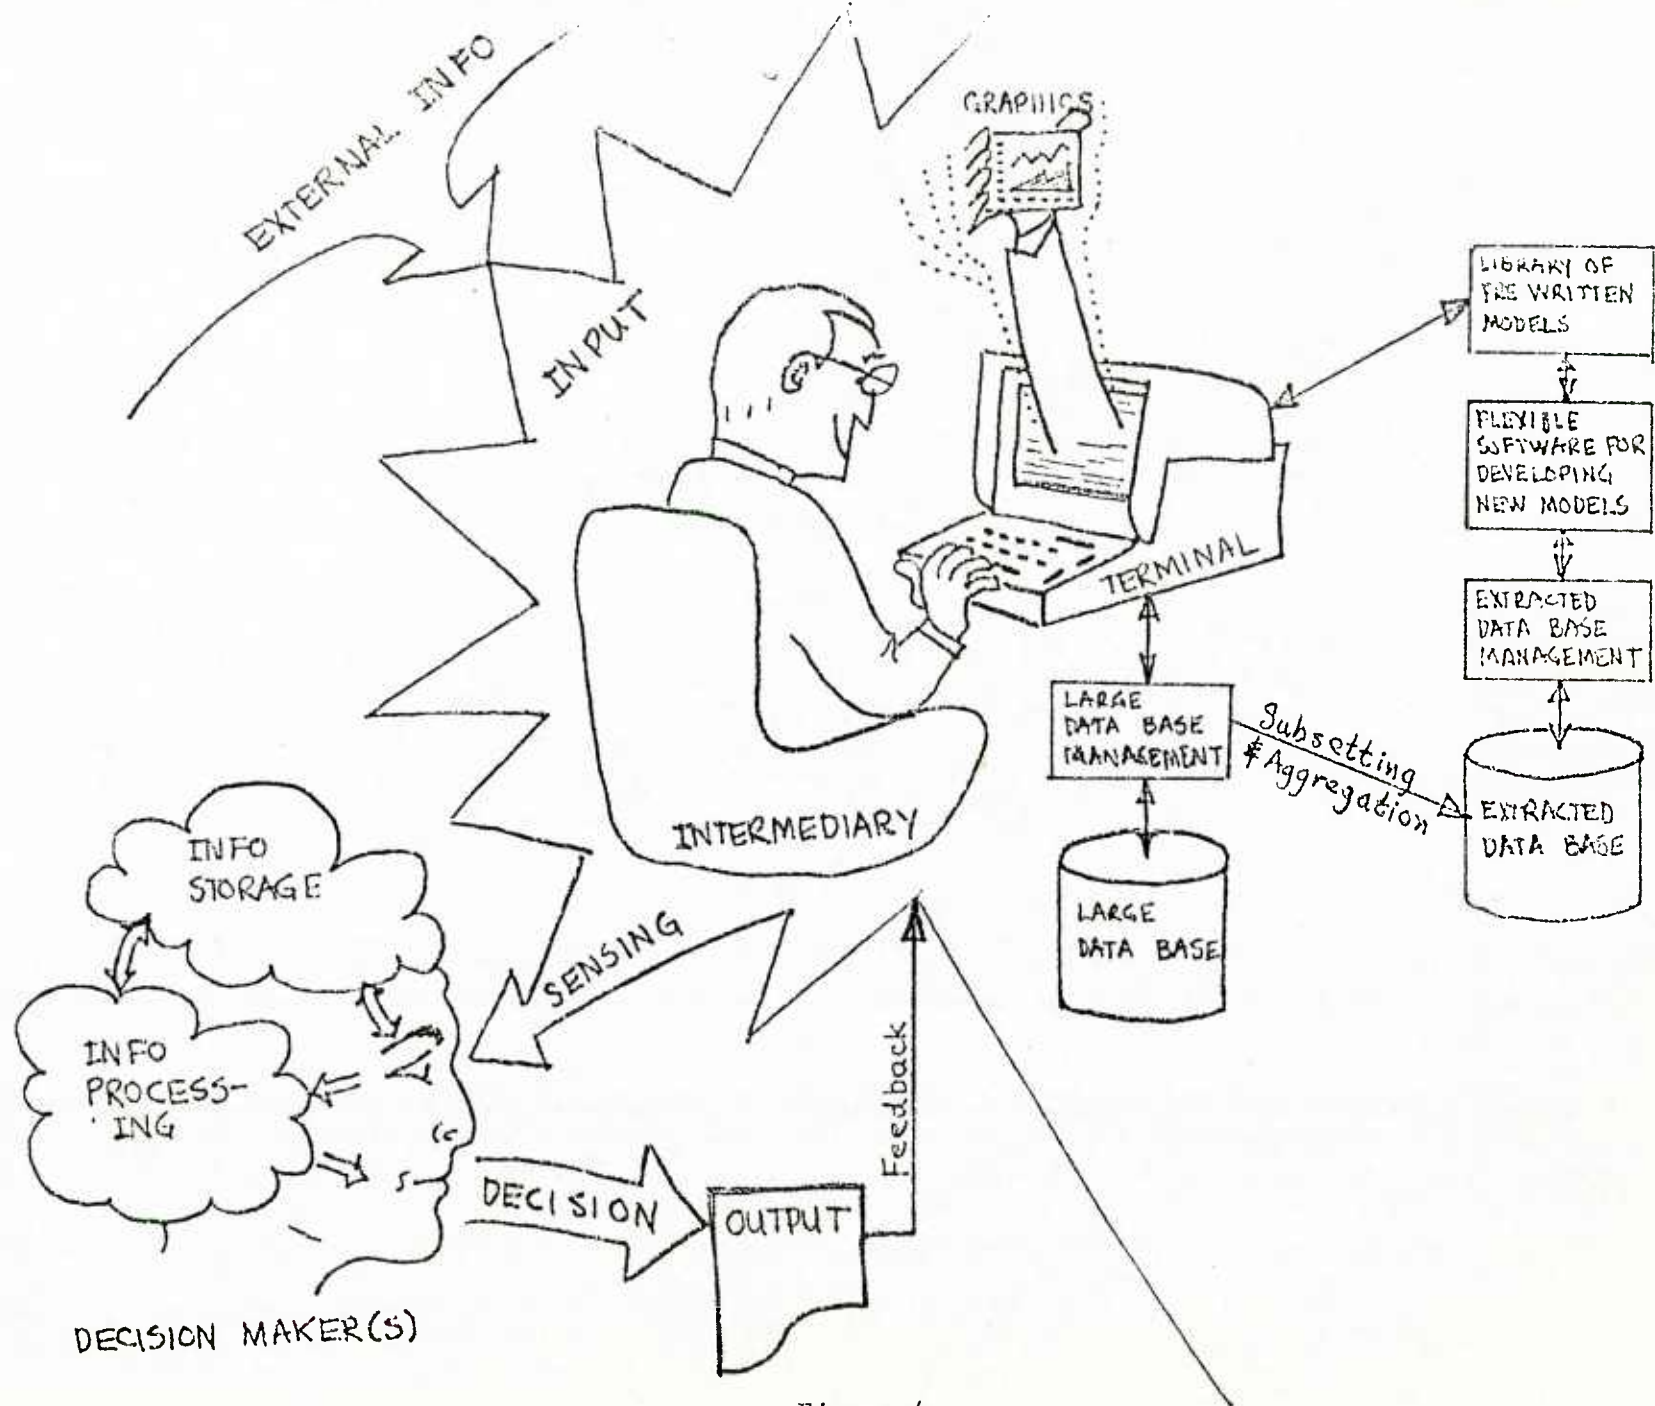 EXTERNAL INFO
GRAPHICS
INPUT
LIBRARY OF
PRE WRITTEN
MODELS
FLEXIBLE
SOFTWARE FOR
DEVELOPING
NEW MODELS
TERMINAL
EXTRACTED
DATA BASE
MANAGEMENT
LARGE
DATA BASE
MANAGEMENT
Subsetting
& Aggregation
EXTRACTED
DATA BASE
INTERMEDIARY
LARGE
DATA BASE
INFO
STORAGE
SENSING
INFO
PROCESS-
ING
Feedback
DECISION
OUTPUT
DECISION MAKER(S)